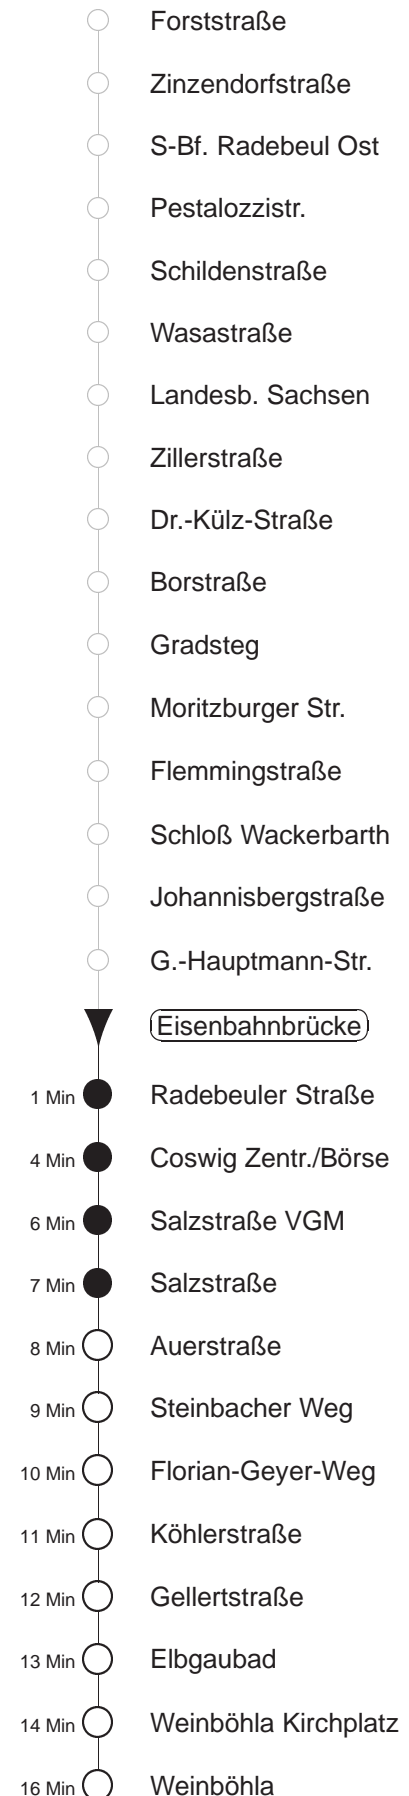 Forststraße
Zinzendorfstraße
S-Bf. Radebeul Ost
Pestalozzistr.
Schildenstraße
Wasastraße
Landesb. Sachsen
Zillerstraße
Dr.-Külz-Straße
Borstraße
Gradsteg
Moritzburger Str.
Flemmingstraße
Schloß Wackerbarth
Johannisbergstraße
G.-Hauptmann-Str.
Eisenbahnbrücke
1 Min Radebeuler Straße
4 Min Coswig Zentr./Börse
6 Min Salzstraße VGM
7 Min Salzstraße
8 Min Auerstraße
9 Min Steinbacher Weg
10 Min Florian-Geyer-Weg
11 Min Köhlerstraße
12 Min Gellertstraße
13 Min Elbgaubad
14 Min Weinböhla Kirchplatz
16 Min Weinböhla